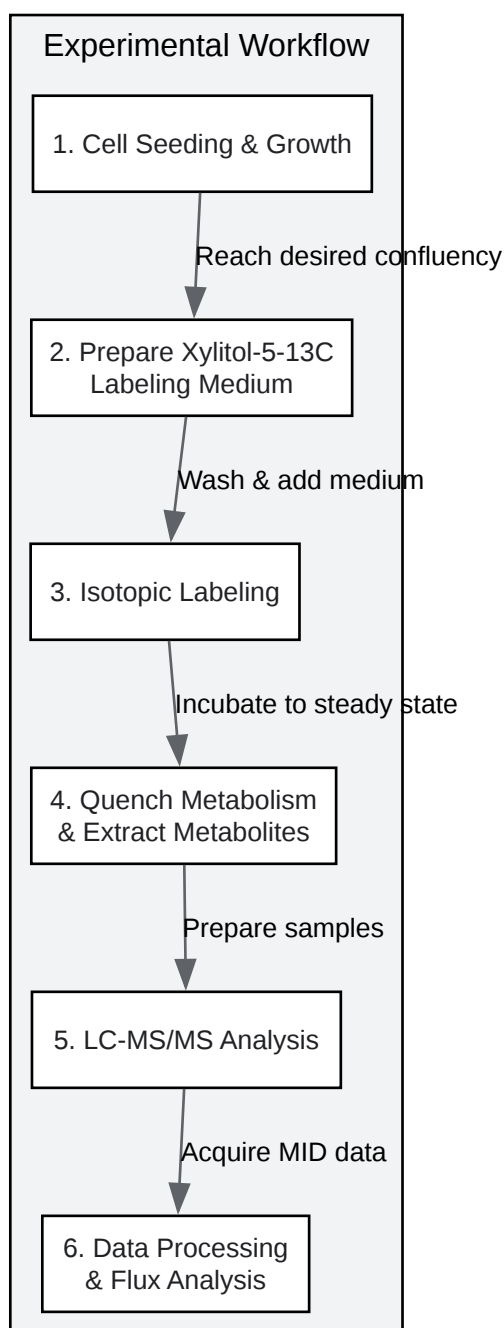 Experimental Workflow
1. Cell Seeding & Growth
Reach desired confluency
2. Prepare Xylitol-5-13C
Labeling Medium
Wash & add medium
3. Isotopic Labeling
Incubate to steady state
4. Quench Metabolism
& Extract Metabolites
Prepare samples
5. LC-MS/MS Analysis
Acquire MID data
6. Data Processing
& Flux Analysis